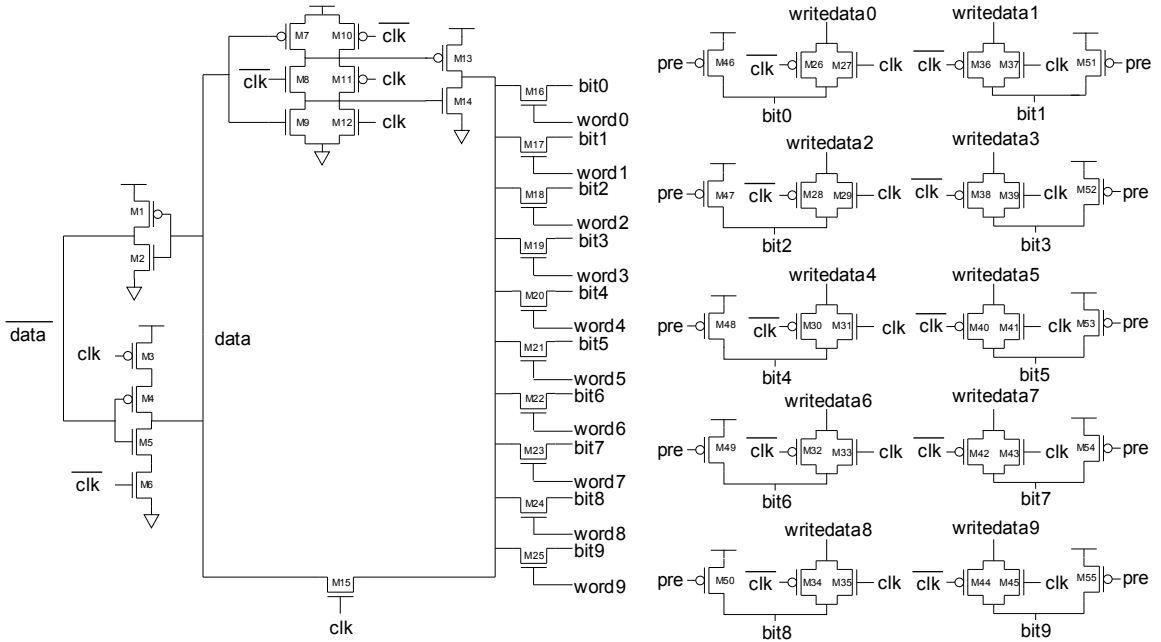 M7 M10 clk
M8 clk M11 clk
M9 M12 clk
M13
M14
M16 bit0
word0
M17 bit1
word1
M18 bit2
word2
M19 bit3
word3
M20 bit4
word4
M21 bit5
word5
M22 bit6
word6
M23 bit7
word7
M24 bit8
word8
M25 bit9
word9
M1
M2
data
data
clk M3
M4
M5
clk M6
M15
clk
writedata0 writedata1
pre M46 clk M26 M27 clk clk M36 M37 clk M51 pre
bit0 bit1
writedata2 writedata3
pre M47 clk M28 M29 clk clk M38 M39 clk M52 pre
bit2 bit3
writedata4 writedata5
pre M48 clk M30 M31 clk clk M40 M41 clk M53 pre
bit4 bit5
writedata6 writedata7
pre M49 clk M32 M33 clk clk M42 M43 clk M54 pre
bit6 bit7
writedata8 writedata9
pre M50 clk M34 M35 clk clk M44 M45 clk M55 pre
bit8 bit9